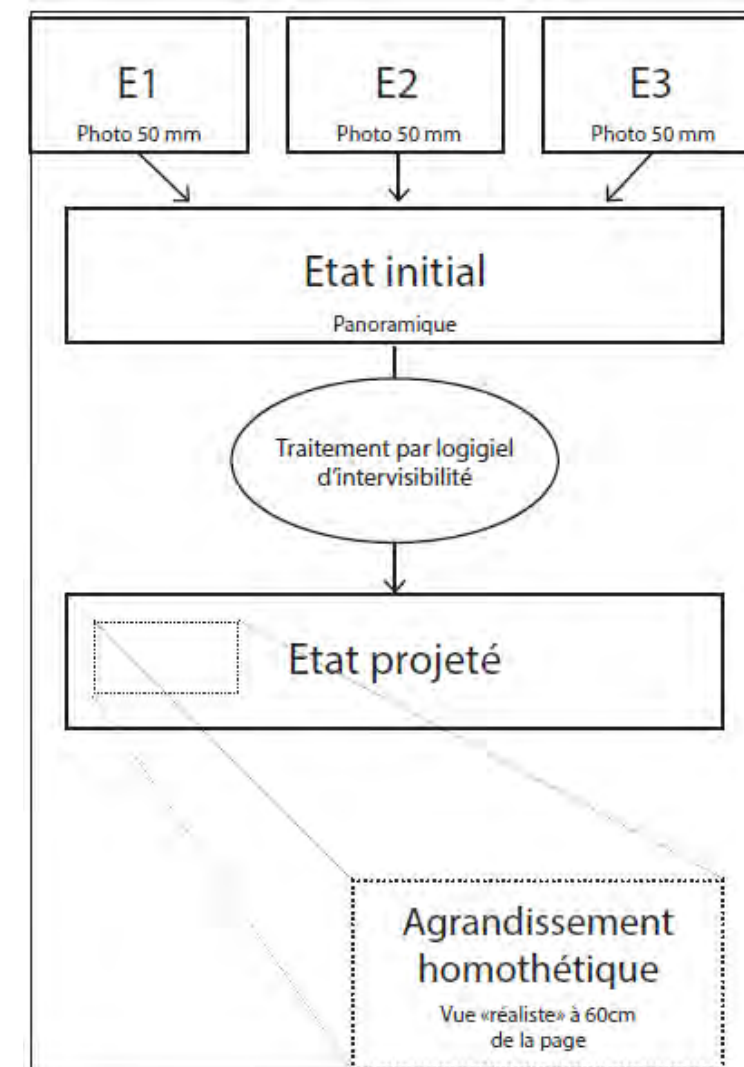 E1
Photo 50 mm
E2
Photo 50 mm
E3
Photo 50 mm
Etat initial
Panoramique
Traitement par logigiel
d'intervisibilité
Etat projeté
Agrandissement
homothétique
Vue «réaliste» à 60cm
de la page